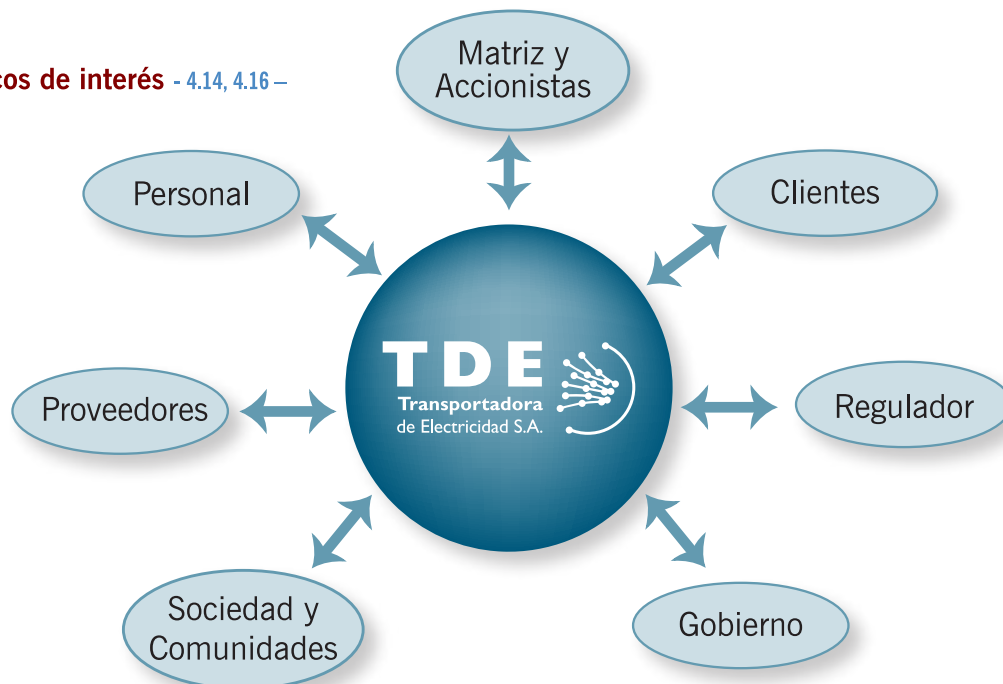 cos de interés - 4.14, 4.16 –
Matriz y
Accionistas
Personal
Clientes
TDE
Transportadora
de Electricidad S.A.
Proveedores
Regulador
Sociedad y
Comunidades
Gobierno